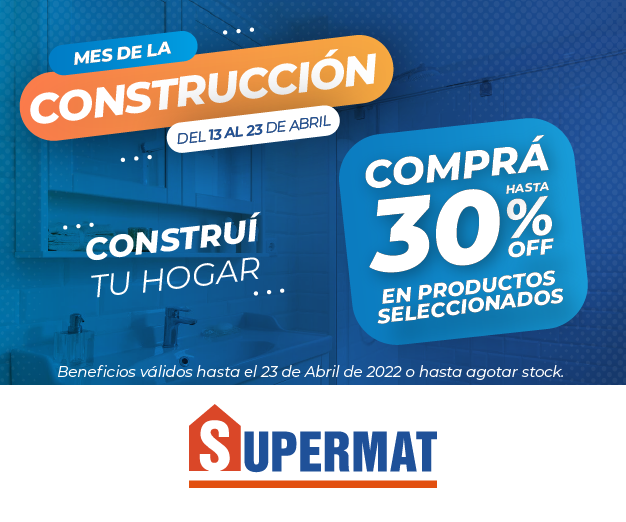 MES DE LA
CONSTRUCCIÓN
DEL 13 AL 23 DE ABRIL
CONSTRUÍ
TU HOGAR
COMPRÁ
HASTA
30%
OFF
EN PRODUCTOS
SELECCIONADOS
Beneficios válidos hasta el 23 de Abril de 2022 o hasta agotar stock.
SUPERMAT